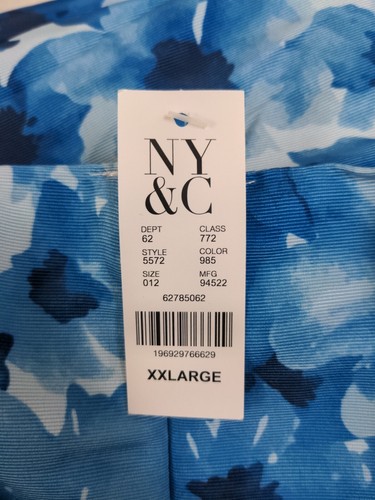 NY
&C
DEPT CLASS
62 772
STYLE COLOR
5572 985
SIZE MFG
012 94522
62785062
196929766629
XXLARGE